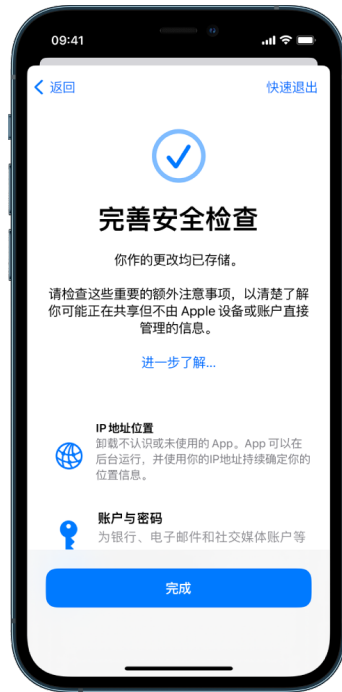 09:41
返回
快速退出
完善安全检查
你作的更改均已存储。
请检查这些重要的额外注意事项，以清楚了解
你可能正在共享但不由 Apple 设备或账户直接
管理的信息。
进一步了解...
IP 地址位置
卸载不认识或未使用的 App。App 可以在
后台运行，并使用你的IP地址持续确定你的
位置信息。
账户与密码
为银行、电子邮件和社交媒体账户等
完成